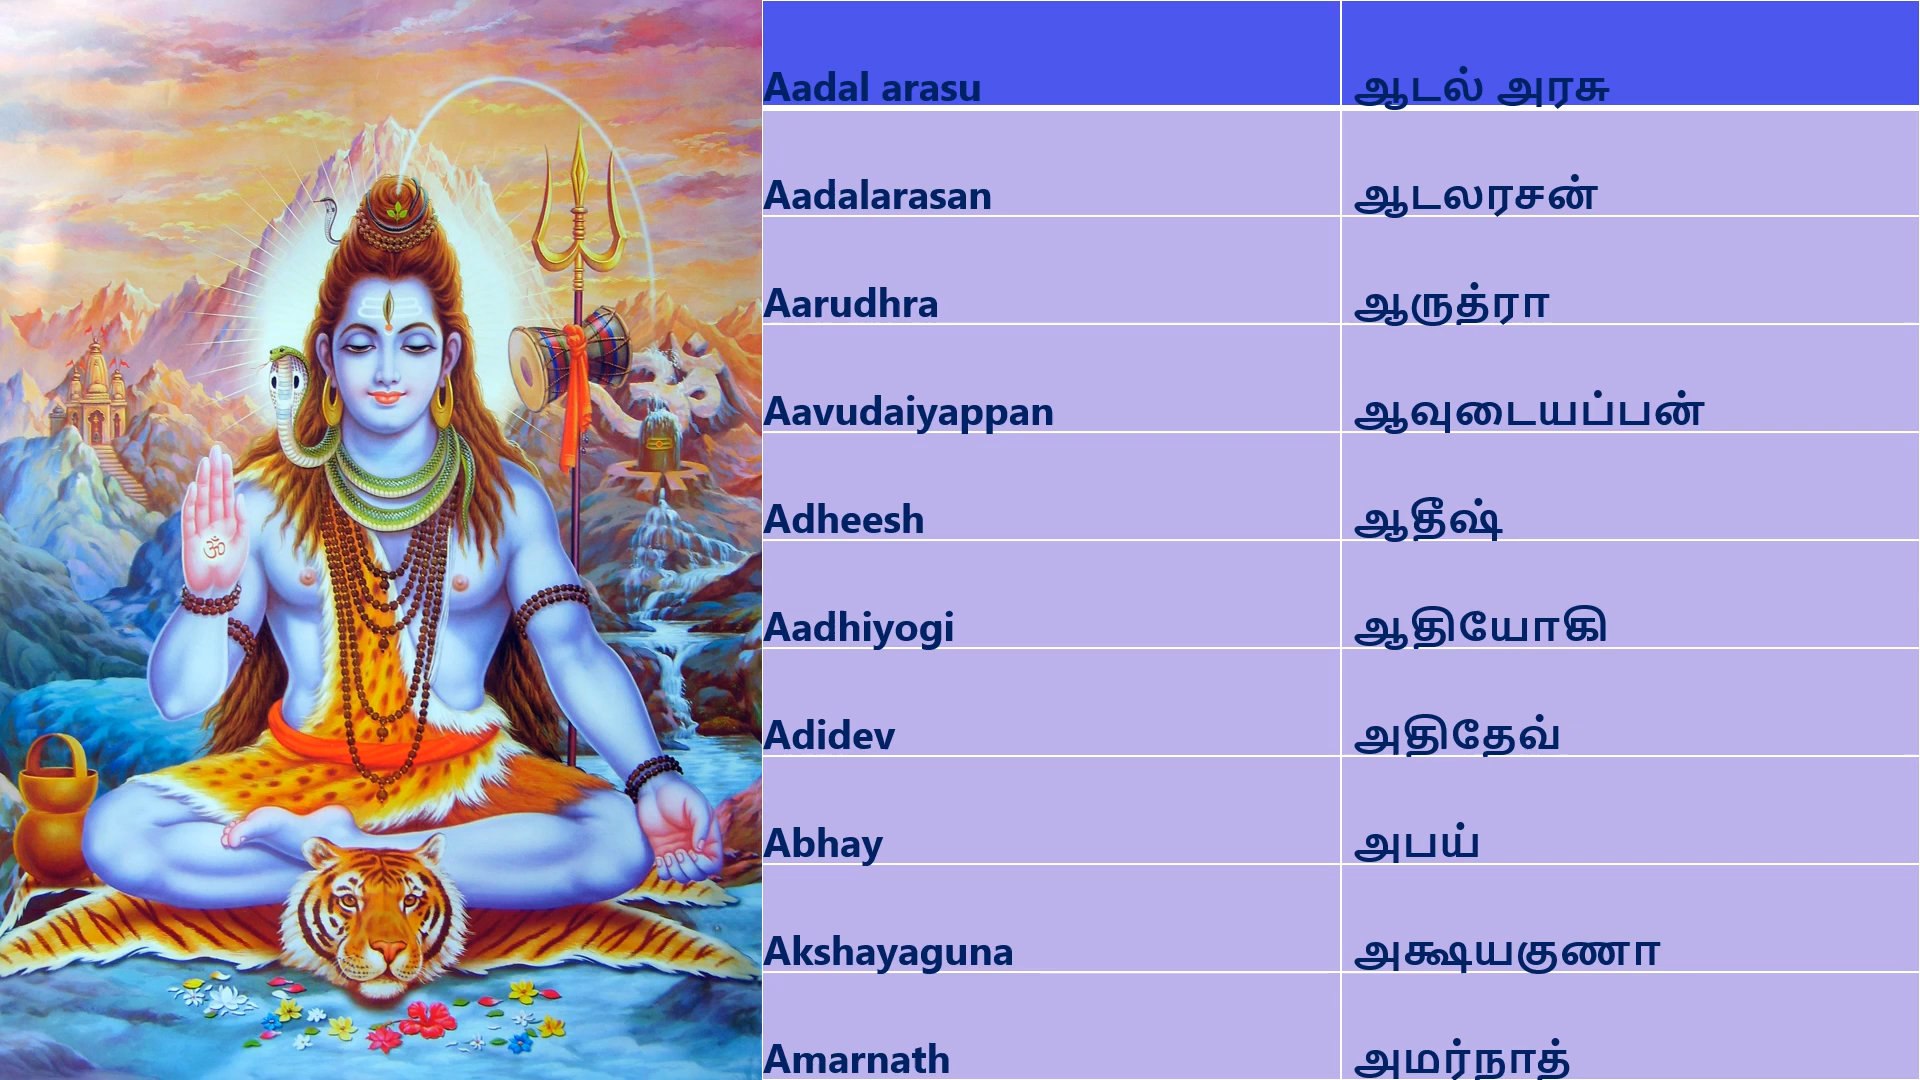 Aadal arasu ஆடல் அரசு
Aadalarasan ஆடலரசன்
Aarudhra ஆருத்ரா
Aavudaiyappan ஆவுடையப்பன்
Adheesh ஆதீஷ்
Aadhiyogi ஆதியோகி
Adidev அதிதேவ்
Abhay அபய்
Akshayaguna அக்ஷயகுணா
Amarnath அமர்நாத்
ॐ